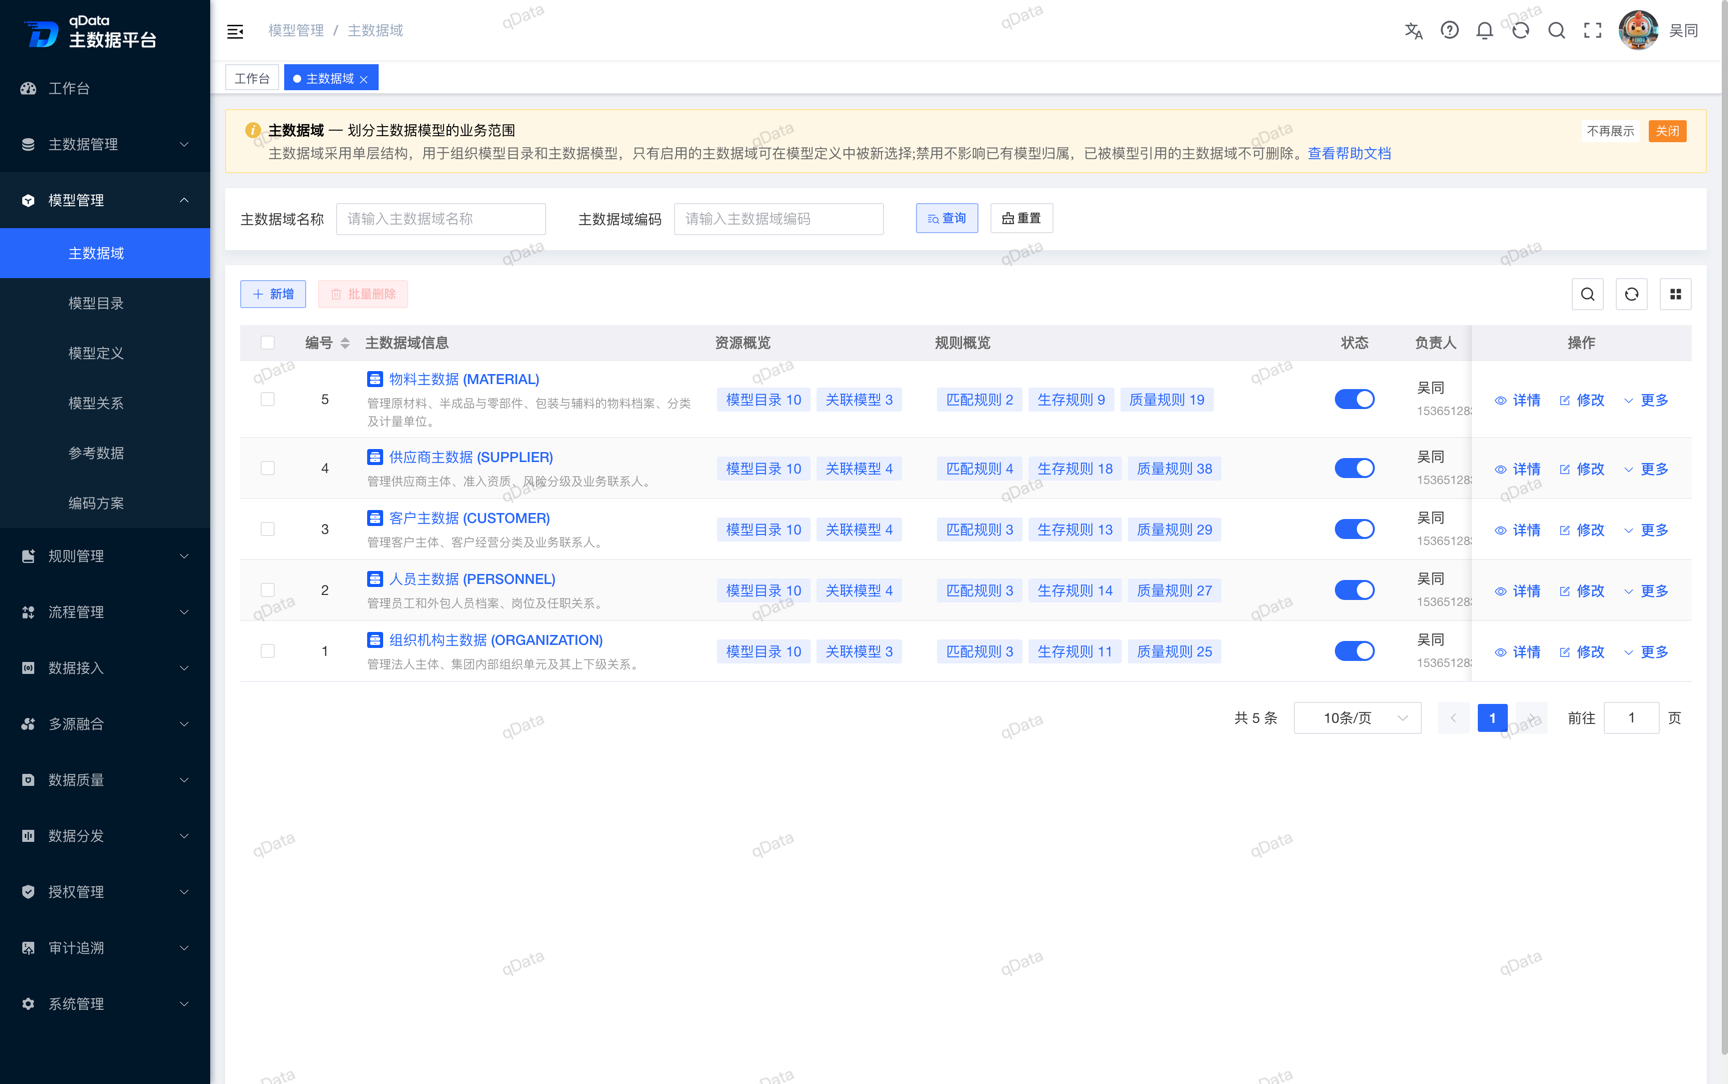 qData
主数据平台
工作台
主数据管理
模型管理
主数据域
模型目录
模型定义
模型关系
参考数据
编码方案
规则管理
流程管理
数据接入
多源融合
数据质量
数据分发
授权管理
审计追溯
系统管理
模型管理 / 主数据域
吴同
工作台
主数据域
主数据域 — 划分主数据模型的业务范围
不再展示 关闭
主数据域采用单层结构，用于组织模型目录和主数据模型，只有启用的主数据域可在模型定义中被新选择;禁用不影响已有模型归属，已被模型引用的主数据域不可删除。查看帮助文档
主数据域名称 请输入主数据域名称 主数据域编码 请输入主数据域编码 查询 重置
新增 批量删除
编号 主数据域信息 资源概览 规则概览 状态 负责人 操作
5 物料主数据 (MATERIAL)
管理原材料、半成品与零部件、包装与辅料的物料档案、分类
及计量单位。
模型目录 10 关联模型 3 匹配规则 2 生存规则 9 质量规则 19
吴同
详情 修改 更多
4 供应商主数据 (SUPPLIER)
管理供应商主体、准入资质、风险分级及业务联系人。
模型目录 10 关联模型 4 匹配规则 4 生存规则 18 质量规则 38
吴同
详情 修改 更多
3 客户主数据 (CUSTOMER)
管理客户主体、客户经营分类及业务联系人。
模型目录 10 关联模型 4 匹配规则 3 生存规则 13 质量规则 29
吴同
详情 修改 更多
2 人员主数据 (PERSONNEL)
管理员工和外包人员档案、岗位及任职关系。
模型目录 10 关联模型 4 匹配规则 3 生存规则 14 质量规则 27
吴同
详情 修改 更多
1 组织机构主数据 (ORGANIZATION)
管理法人主体、集团内部组织单元及其上下级关系。
模型目录 10 关联模型 3 匹配规则 3 生存规则 11 质量规则 25
吴同
详情 修改 更多
共 5 条 10条/页 1 前往 1 页